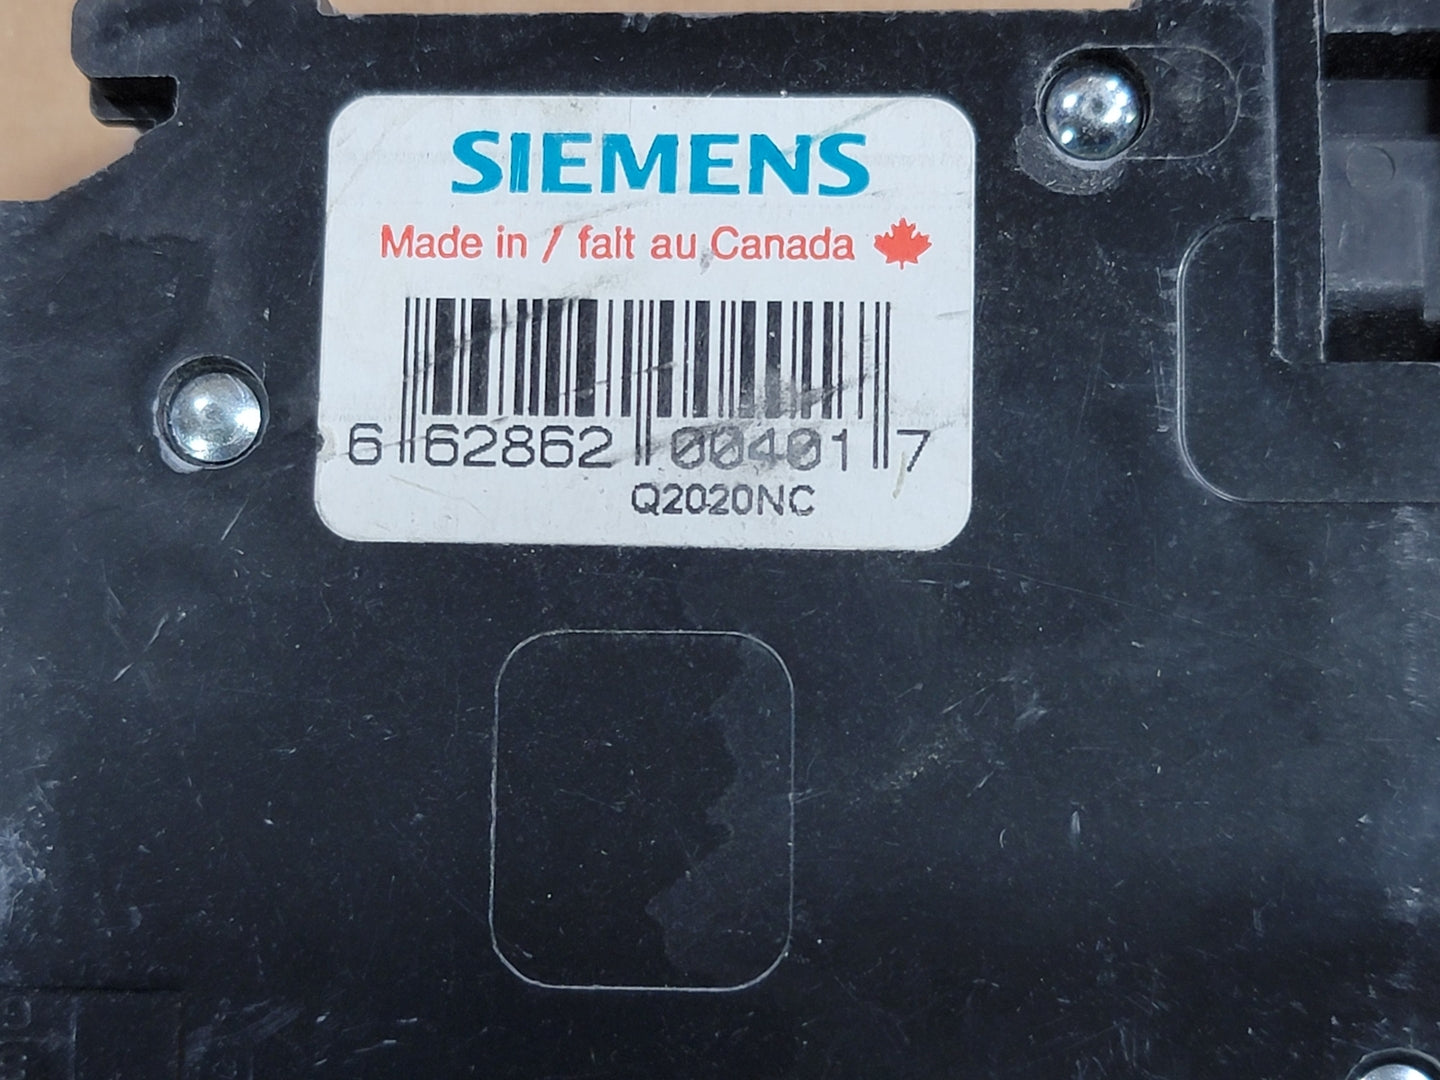 SIEMENS
Made in / fait au Canada
6 62862 00401 7
Q2020NC